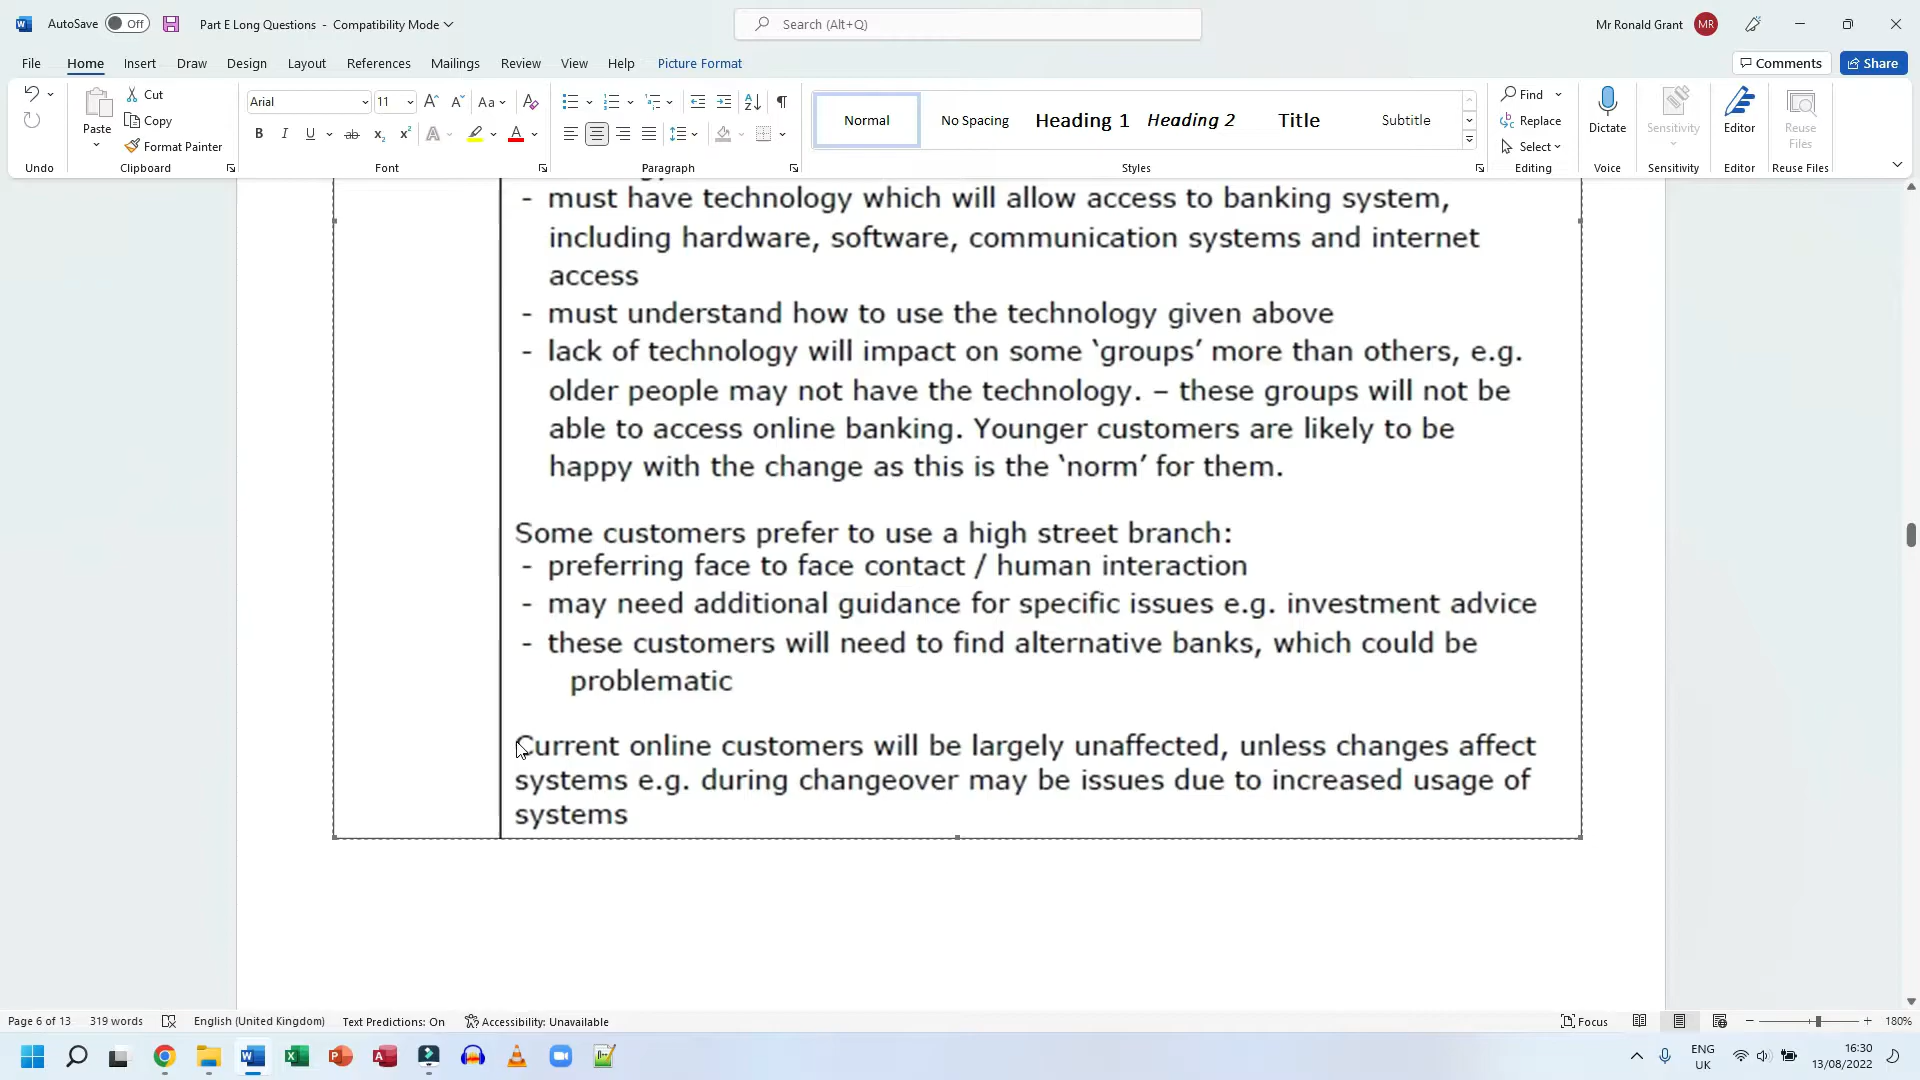 AutoSave Off Part E Long Questions - Compatibility Mode Search (Alt+Q) Mr Ronald Grant MR
File Home Insert Draw Design Layout References Mailings Review View Help Picture Format Comments Share
Cut
Copy
Format Painter
Paste
Arial 11
Normal No Spacing Heading 1 Heading 2 Title Subtitle
Find
Replace
Select
Dictate Sensitivity Editor Reuse Files
Undo Clipboard Font Paragraph Styles Editing Voice Sensitivity Editor Reuse Files
- must have technology which will allow access to banking system,
including hardware, software, communication systems and internet
access
- must understand how to use the technology given above
- lack of technology will impact on some ‘groups’ more than others, e.g.
older people may not have the technology. – these groups will not be
able to access online banking. Younger customers are likely to be
happy with the change as this is the ‘norm’ for them.
Some customers prefer to use a high street branch:
- preferring face to face contact / human interaction
- may need additional guidance for specific issues e.g. investment advice
- these customers will need to find alternative banks, which could be
problematic
Current online customers will be largely unaffected, unless changes affect
systems e.g. during changeover may be issues due to increased usage of
systems
Page 6 of 13 319 words English (United Kingdom) Text Predictions: On Accessibility: Unavailable Focus 180%
ENG
UK
16:30
13/08/2022